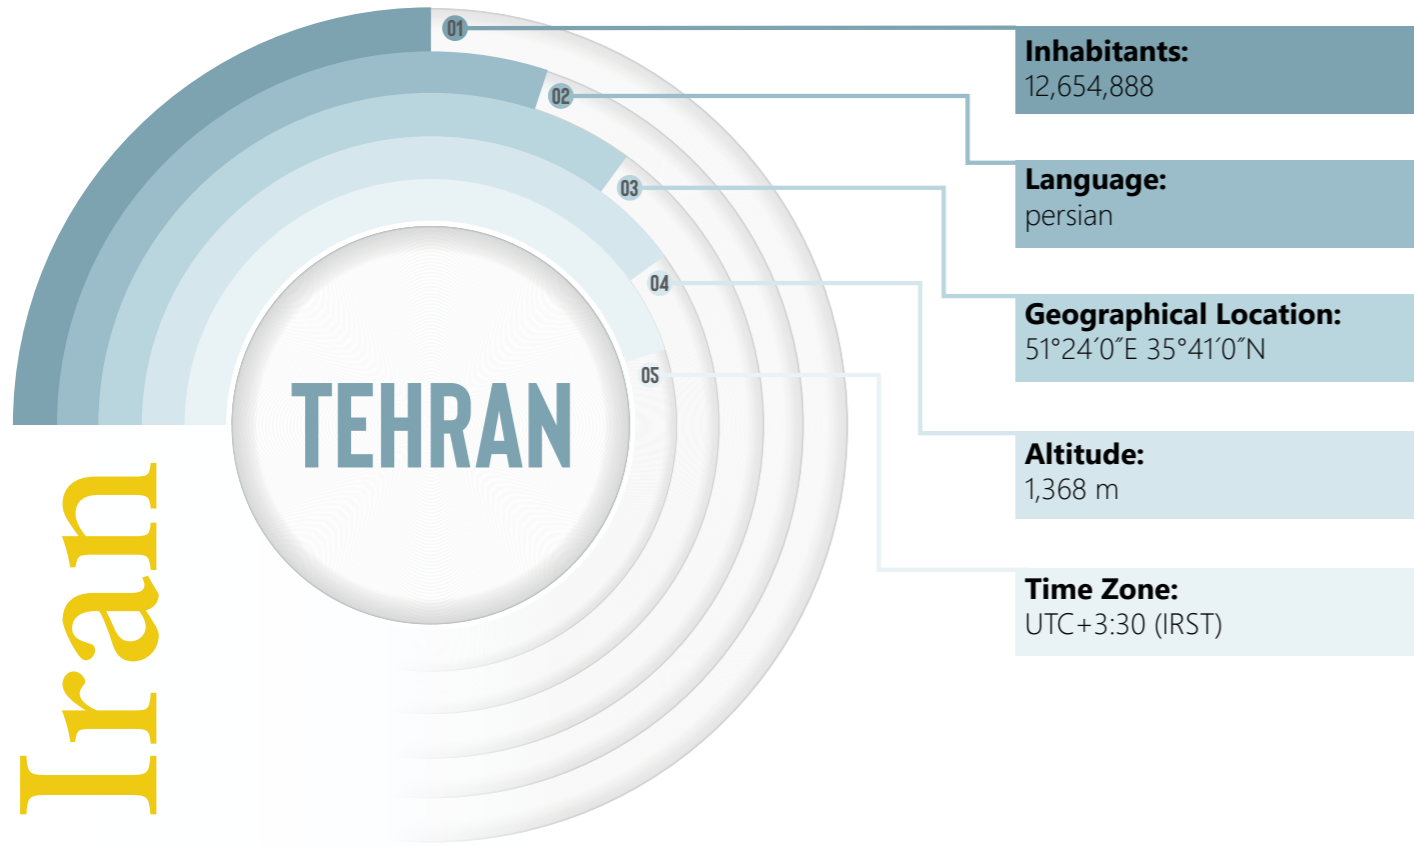 01
Inhabitants:
12,654,888
02
Language:
persian
03
Geographical Location:
51°24′0″E 35°41′0″N
04
Altitude:
1,368 m
05
Time Zone:
UTC+3:30 (IRST)
TEHRAN
Iran